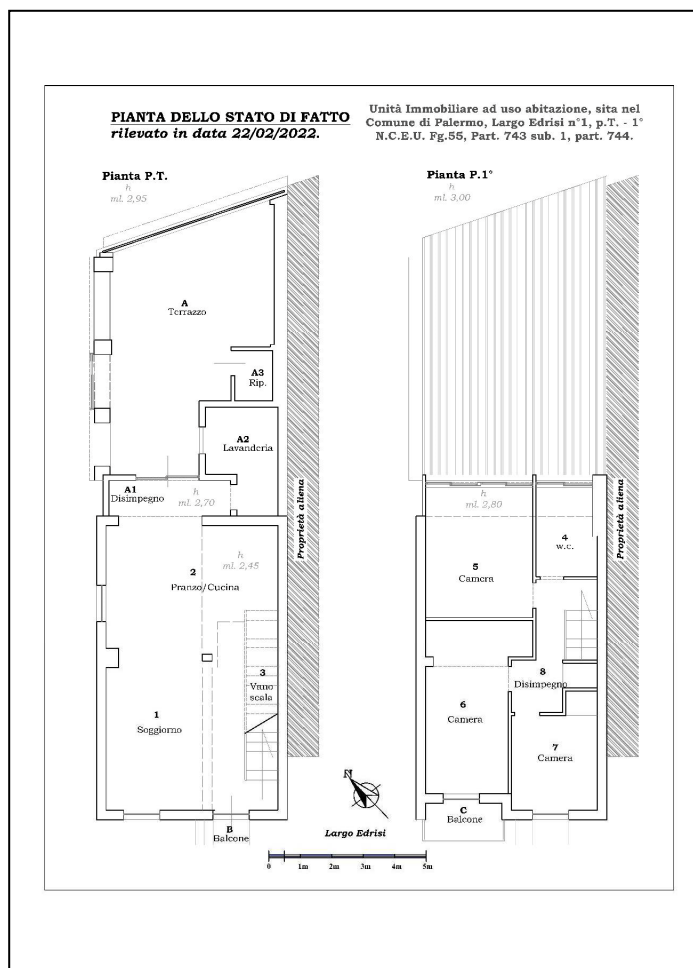 PIANTA DELLO STATO DI FATTO
rilevato in data 22/02/2022.
Unità Immobiliare ad uso abitazione, sita nel
Comune di Palermo, Largo Edrisi n°1, p.T. - 1°
N.C.E.U. Fg.55, Part. 743 sub. 1, part. 744.
Pianta P.T.
h
ml. 2,95
A
Terrazzo
A3
Rip.
A2
Lavanderia
A1
Disimpegno
h
ml. 2,70
2
Pranzo/Cucina
h
ml. 2,45
3
Vano
scala
1
Soggiorno
B
Balcone
Proprietà aliena
Pianta P.1°
h
ml. 3,00
h
ml. 2,80
4
w.c.
5
Camera
8
Disimpegno
6
Camera
7
Camera
C
Balcone
Proprietà aliena
N
Largo Edrisi
0 1m 2m 3m 4m 5m